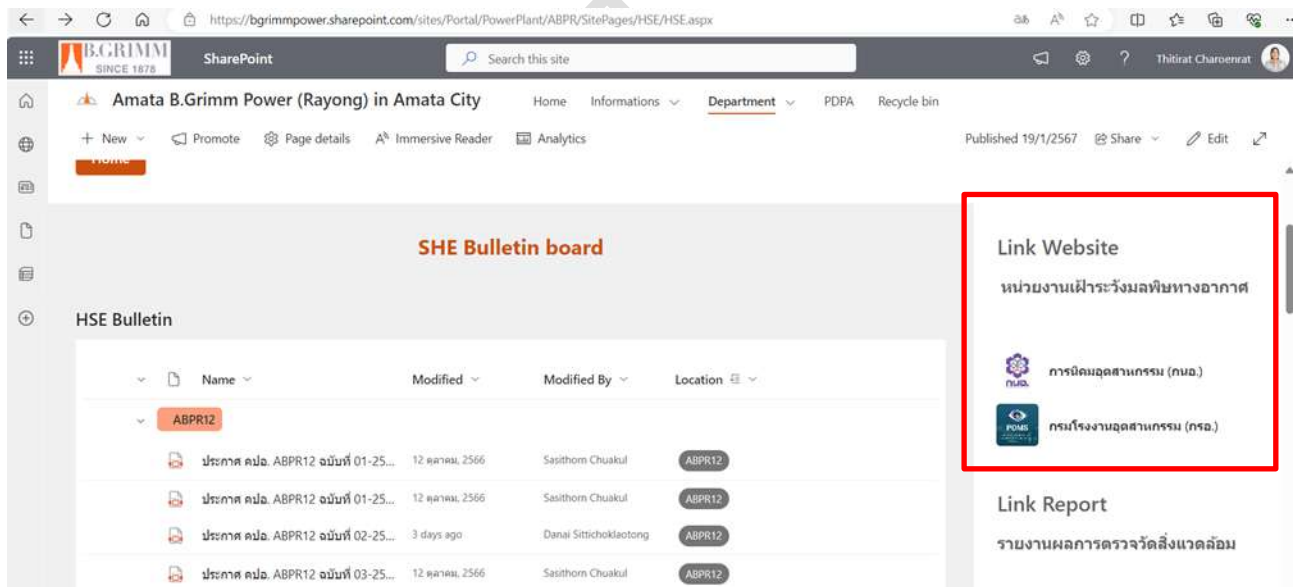 https://bgrimmpower.sharepoint.com/sites/Portal/PowerPlant/ABPR/SitePages/HSE/HSE.aspx
B.GRIMM
SINCE 1878
SharePoint
Search this site
Thitirat Charoenrat
Amata B.Grimm Power (Rayong) in Amata City
Home Informations Department PDPA Recycle bin
+ New Promote Page details Immersive Reader Analytics
Published 19/1/2567 Share Edit
Home
SHE Bulletin board
HSE Bulletin
Name Modified Modified By Location
ABPR12
ประกาศ คปอ. ABPR12 ฉบับที่ 01-25... 12 ตุลาคม, 2566 Sasithorn Chuakul ABPR12
ประกาศ คปอ. ABPR12 ฉบับที่ 01-25... 12 ตุลาคม, 2566 Sasithorn Chuakul ABPR12
ประกาศ คปอ. ABPR12 ฉบับที่ 02-25... 3 days ago Danai Sittichoklaotong ABPR12
ประกาศ คปอ. ABPR12 ฉบับที่ 03-25... 12 ตุลาคม, 2566 Sasithorn Chuakul ABPR12
Link Website
หน่วยงานเฝ้าระวังมลพิษทางอากาศ
กนอ.
การนิคมอุตสาหกรรม (กนอ.)
POMS
กรมโรงงานอุตสาหกรรม (กรอ.)
Link Report
รายงานผลการตรวจวัดสิ่งแวดล้อม